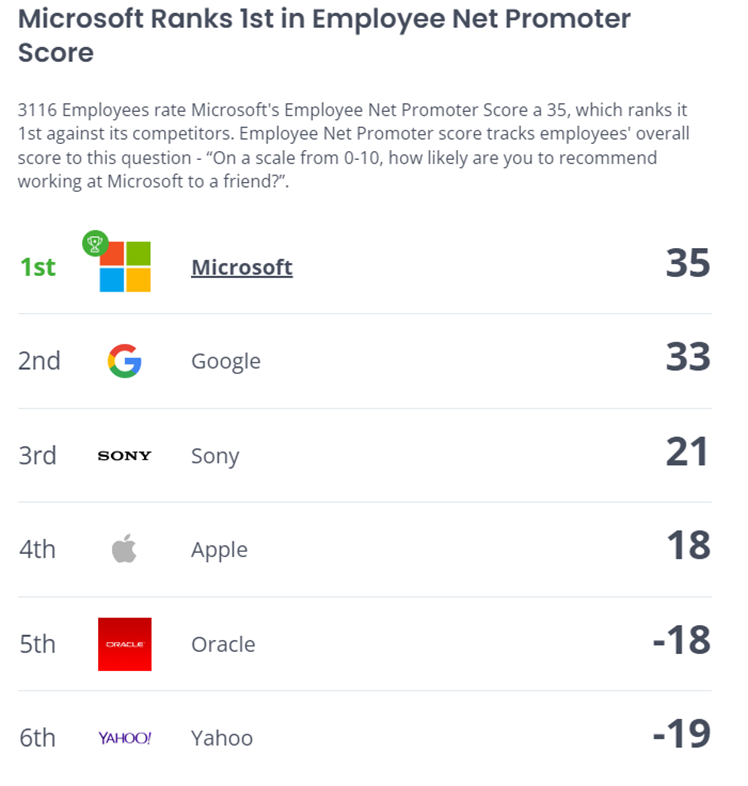 Microsoft Ranks 1st in Employee Net Promoter
Score
3116 Employees rate Microsoft's Employee Net Promoter Score a 35, which ranks it
1st against its competitors. Employee Net Promoter score tracks employees' overall
score to this question - “On a scale from 0-10, how likely are you to recommend
working at Microsoft to a friend?”.
1st Microsoft 35
2nd Google 33
3rd SONY Sony 21
4th Apple 18
5th ORACLE Oracle -18
6th YAHOO! Yahoo -19